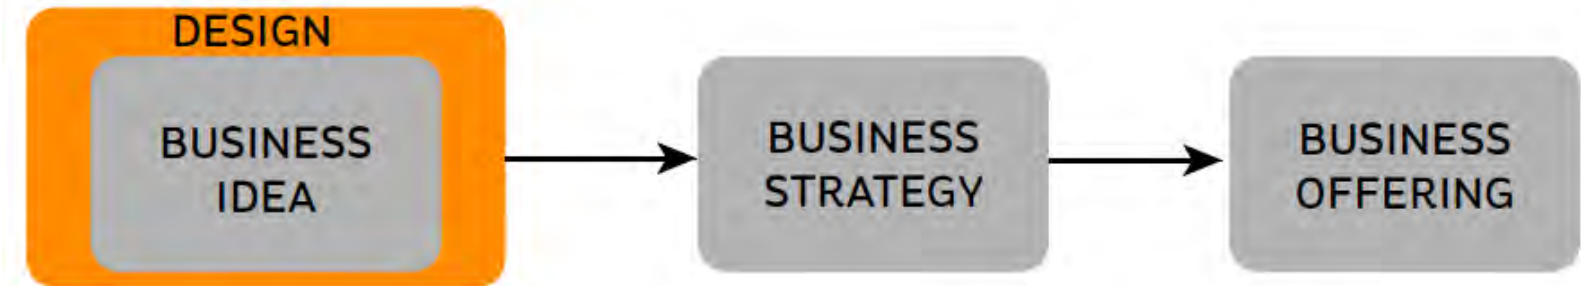 DESIGN
BUSINESS
IDEA
BUSINESS
STRATEGY
BUSINESS
OFFERING